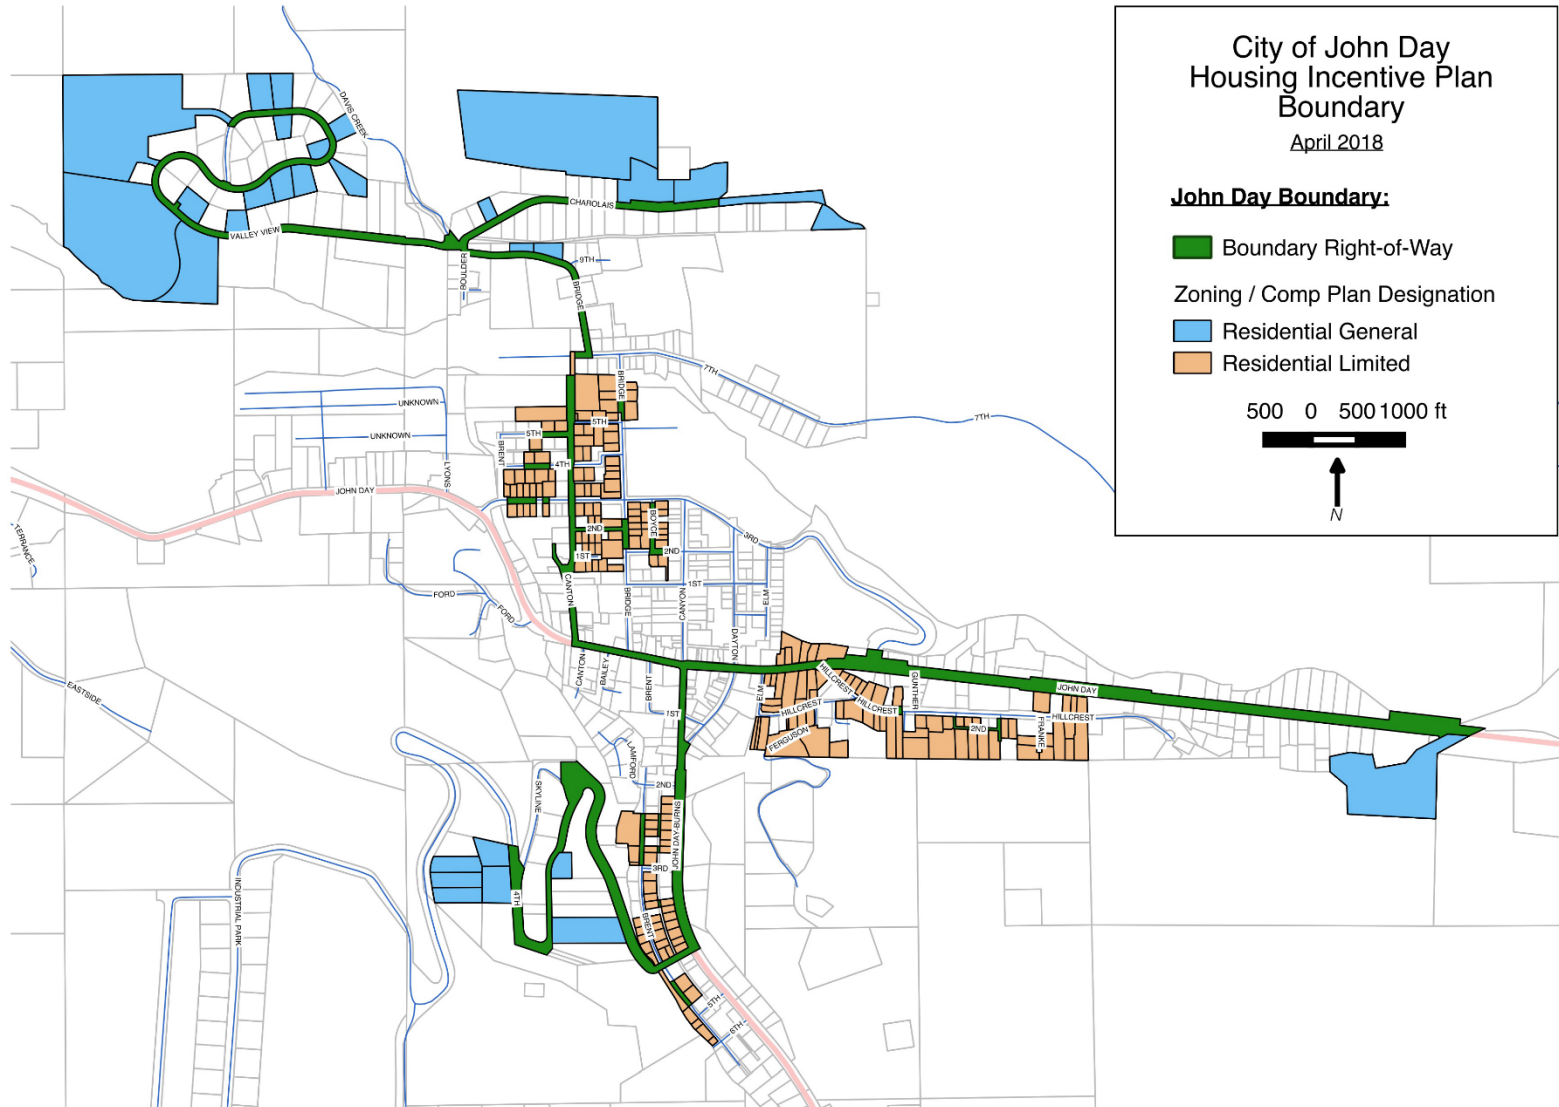 City of John Day
Housing Incentive Plan
Boundary
April 2018
John Day Boundary:
Boundary Right-of-Way
Zoning / Comp Plan Designation
Residential General
Residential Limited
500 0 500 1000 ft
N
DAVIS CREEK
CHAROLAIS
VALLEY VIEW
BOULDER
9TH
BRIDGE
7TH
BRIDGE
7TH
UNKNOWN
5TH
5TH
UNKNOWN
BRENT
4TH
LYONS
JOHN DAY
TERRANCE
2ND
BOYCE
3RD
1ST
2ND
CANTON
1ST
FORD
FORD
BRIDGE
CANYON
ELM
DAYTON
CANTON
BAILEY
BRENT
ELM
HILLCREST
GUNTHER
JOHN DAY
EASTSIDE
1ST
HILLCREST
HILLCREST
HILLCREST
2ND
FRANKE
FERGUSON
LAMFORD
SKYLINE
2ND
JOHN DAY-BURNS
3RD
4TH
INDUSTRIAL PARK
BRENT
5TH
6TH